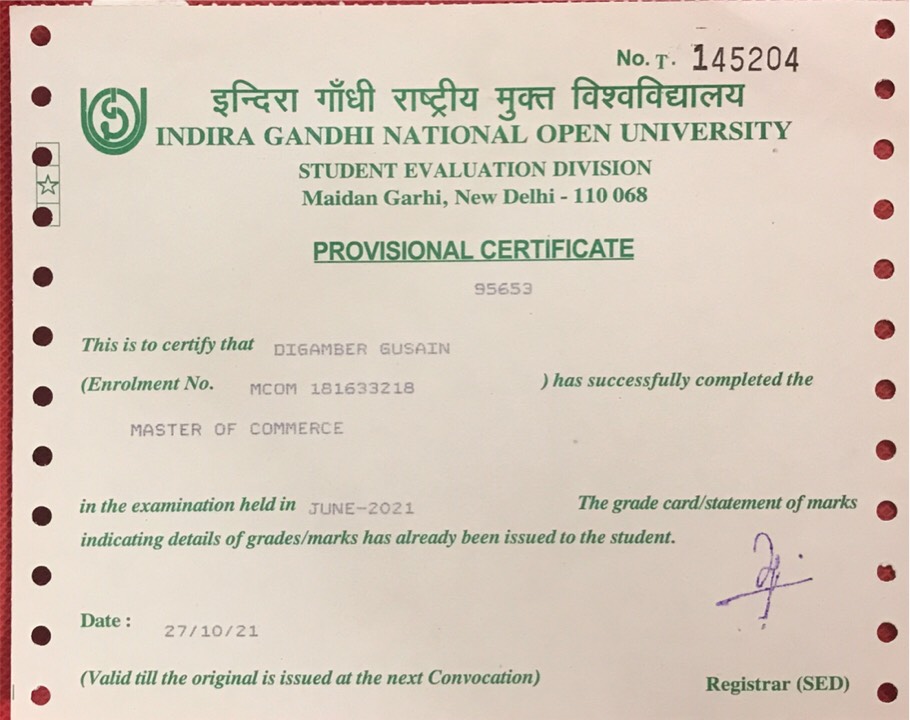 No. T. 145204
इन्दिरा गाँधी राष्ट्रीय मुक्त विश्वविद्यालय
INDIRA GANDHI NATIONAL OPEN UNIVERSITY
STUDENT EVALUATION DIVISION
Maidan Garhi, New Delhi - 110 068
PROVISIONAL CERTIFICATE
95653
This is to certify that DIGAMBER GUSAIN
(Enrolment No. MCOM 181633218 ) has successfully completed the
MASTER OF COMMERCE
in the examination held in JUNE-2021 The grade card/statement of marks
indicating details of grades/marks has already been issued to the student.
Date : 27/10/21
(Valid till the original is issued at the next Convocation) Registrar (SED)